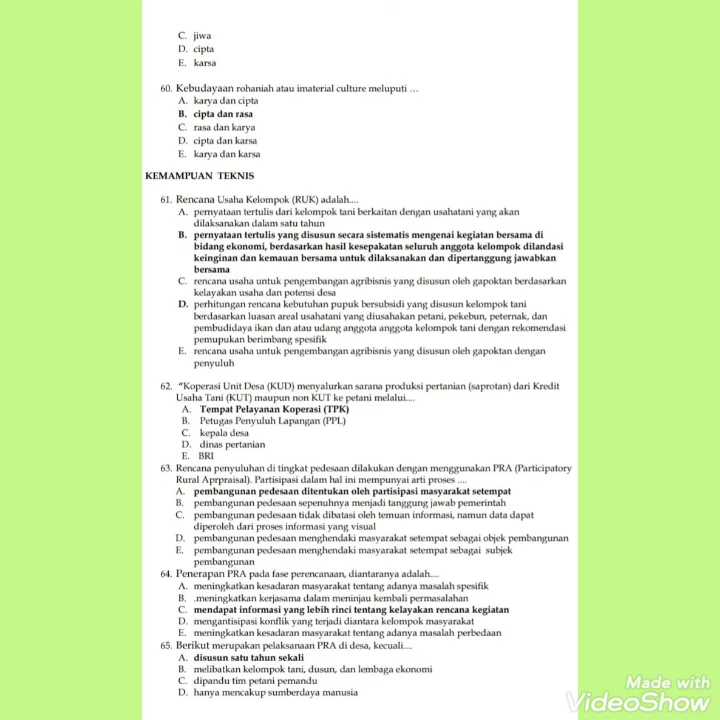 C. jiwa
D. cipta
E. karsa
60. Kebudayaan rohaniah atau imaterial culture meluputi …
A. karya dan cipta
B. cipta dan rasa
C. rasa dan karya
D. cipta dan karsa
E. karya dan karsa
KEMAMPUAN TEKNIS
61. Rencana Usaha Kelompok (RUK) adalah....
A. pernyataan tertulis dari kelompok tani berkaitan dengan usahatani yang akan
dilaksanakan dalam satu tahun
B. pernyataan tertulis yang disusun secara sistematis mengenai kegiatan bersama di
bidang ekonomi, berdasarkan hasil kesepakatan seluruh anggota kelompok dilandasi
keinginan dan kemauan bersama untuk dilaksanakan dan dipertanggung jawabkan
bersama
C. rencana usaha untuk pengembangan agribisnis yang disusun oleh gapoktan berdasarkan
kelayakan usaha dan potensi desa
D. perhitungan rencana kebutuhan pupuk bersubsidi yang disusun kelompok tani
berdasarkan luasan areal usahatani yang diusahakan petani, pekebun, peternak, dan
pembudidaya ikan dan atau udang anggota anggota kelompok tani dengan rekomendasi
pemupukan berimbang spesifik
E. rencana usaha untuk pengembangan agribisnis yang disusun oleh gapoktan dengan
penyuluh
62. “Koperasi Unit Desa (KUD) menyalurkan sarana produksi pertanian (saprotan) dari Kredit
Usaha Tani (KUT) maupun non KUT ke petani melalui....
A. Tempat Pelayanan Koperasi (TPK)
B. Petugas Penyuluh Lapangan (PPL)
C. kepala desa
D. dinas pertanian
E. BRI
63. Rencana penyuluhan di tingkat pedesaan dilakukan dengan menggunakan PRA (Participatory
Rural Aprpraisal). Partisipasi dalam hal ini mempunyai arti proses ....
A. pembangunan pedesaan ditentukan oleh partisipasi masyarakat setempat
B. pembangunan pedesaan sepenuhnya menjadi tanggung jawab pemerintah
C. pembangunan pedesaan tidak dibatasi oleh temuan informasi, namun data dapat
diperoleh dari proses informasi yang visual
D. pembangunan pedesaan menghendaki masyarakat setempat sebagai objek pembangunan
E. pembangunan pedesaan menghendaki masyarakat setempat sebagai subjek
pembangunan
64. Penerapan PRA pada fase perencanaan, diantaranya adalah....
A. meningkatkan kesadaran masyarakat tentang adanya masalah spesifik
B. .meningkatkan kerjasama dalam meninjau kembali permasalahan
C. mendapat informasi yang lebih rinci tentang kelayakan rencana kegiatan
D. mengantisipasi konflik yang terjadi diantara kelompok masyarakat
E. meningkatkan kesadaran masyarakat tentang adanya masalah perbedaan
65. Berikut merupakan pelaksanaan PRA di desa, kecuali....
A. disusun satu tahun sekali
B. melibatkan kelompok tani, dusun, dan lembaga ekonomi
C. dipandu tim petani pemandu
D. hanya mencakup sumberdaya manusia
Made with
VideoShow